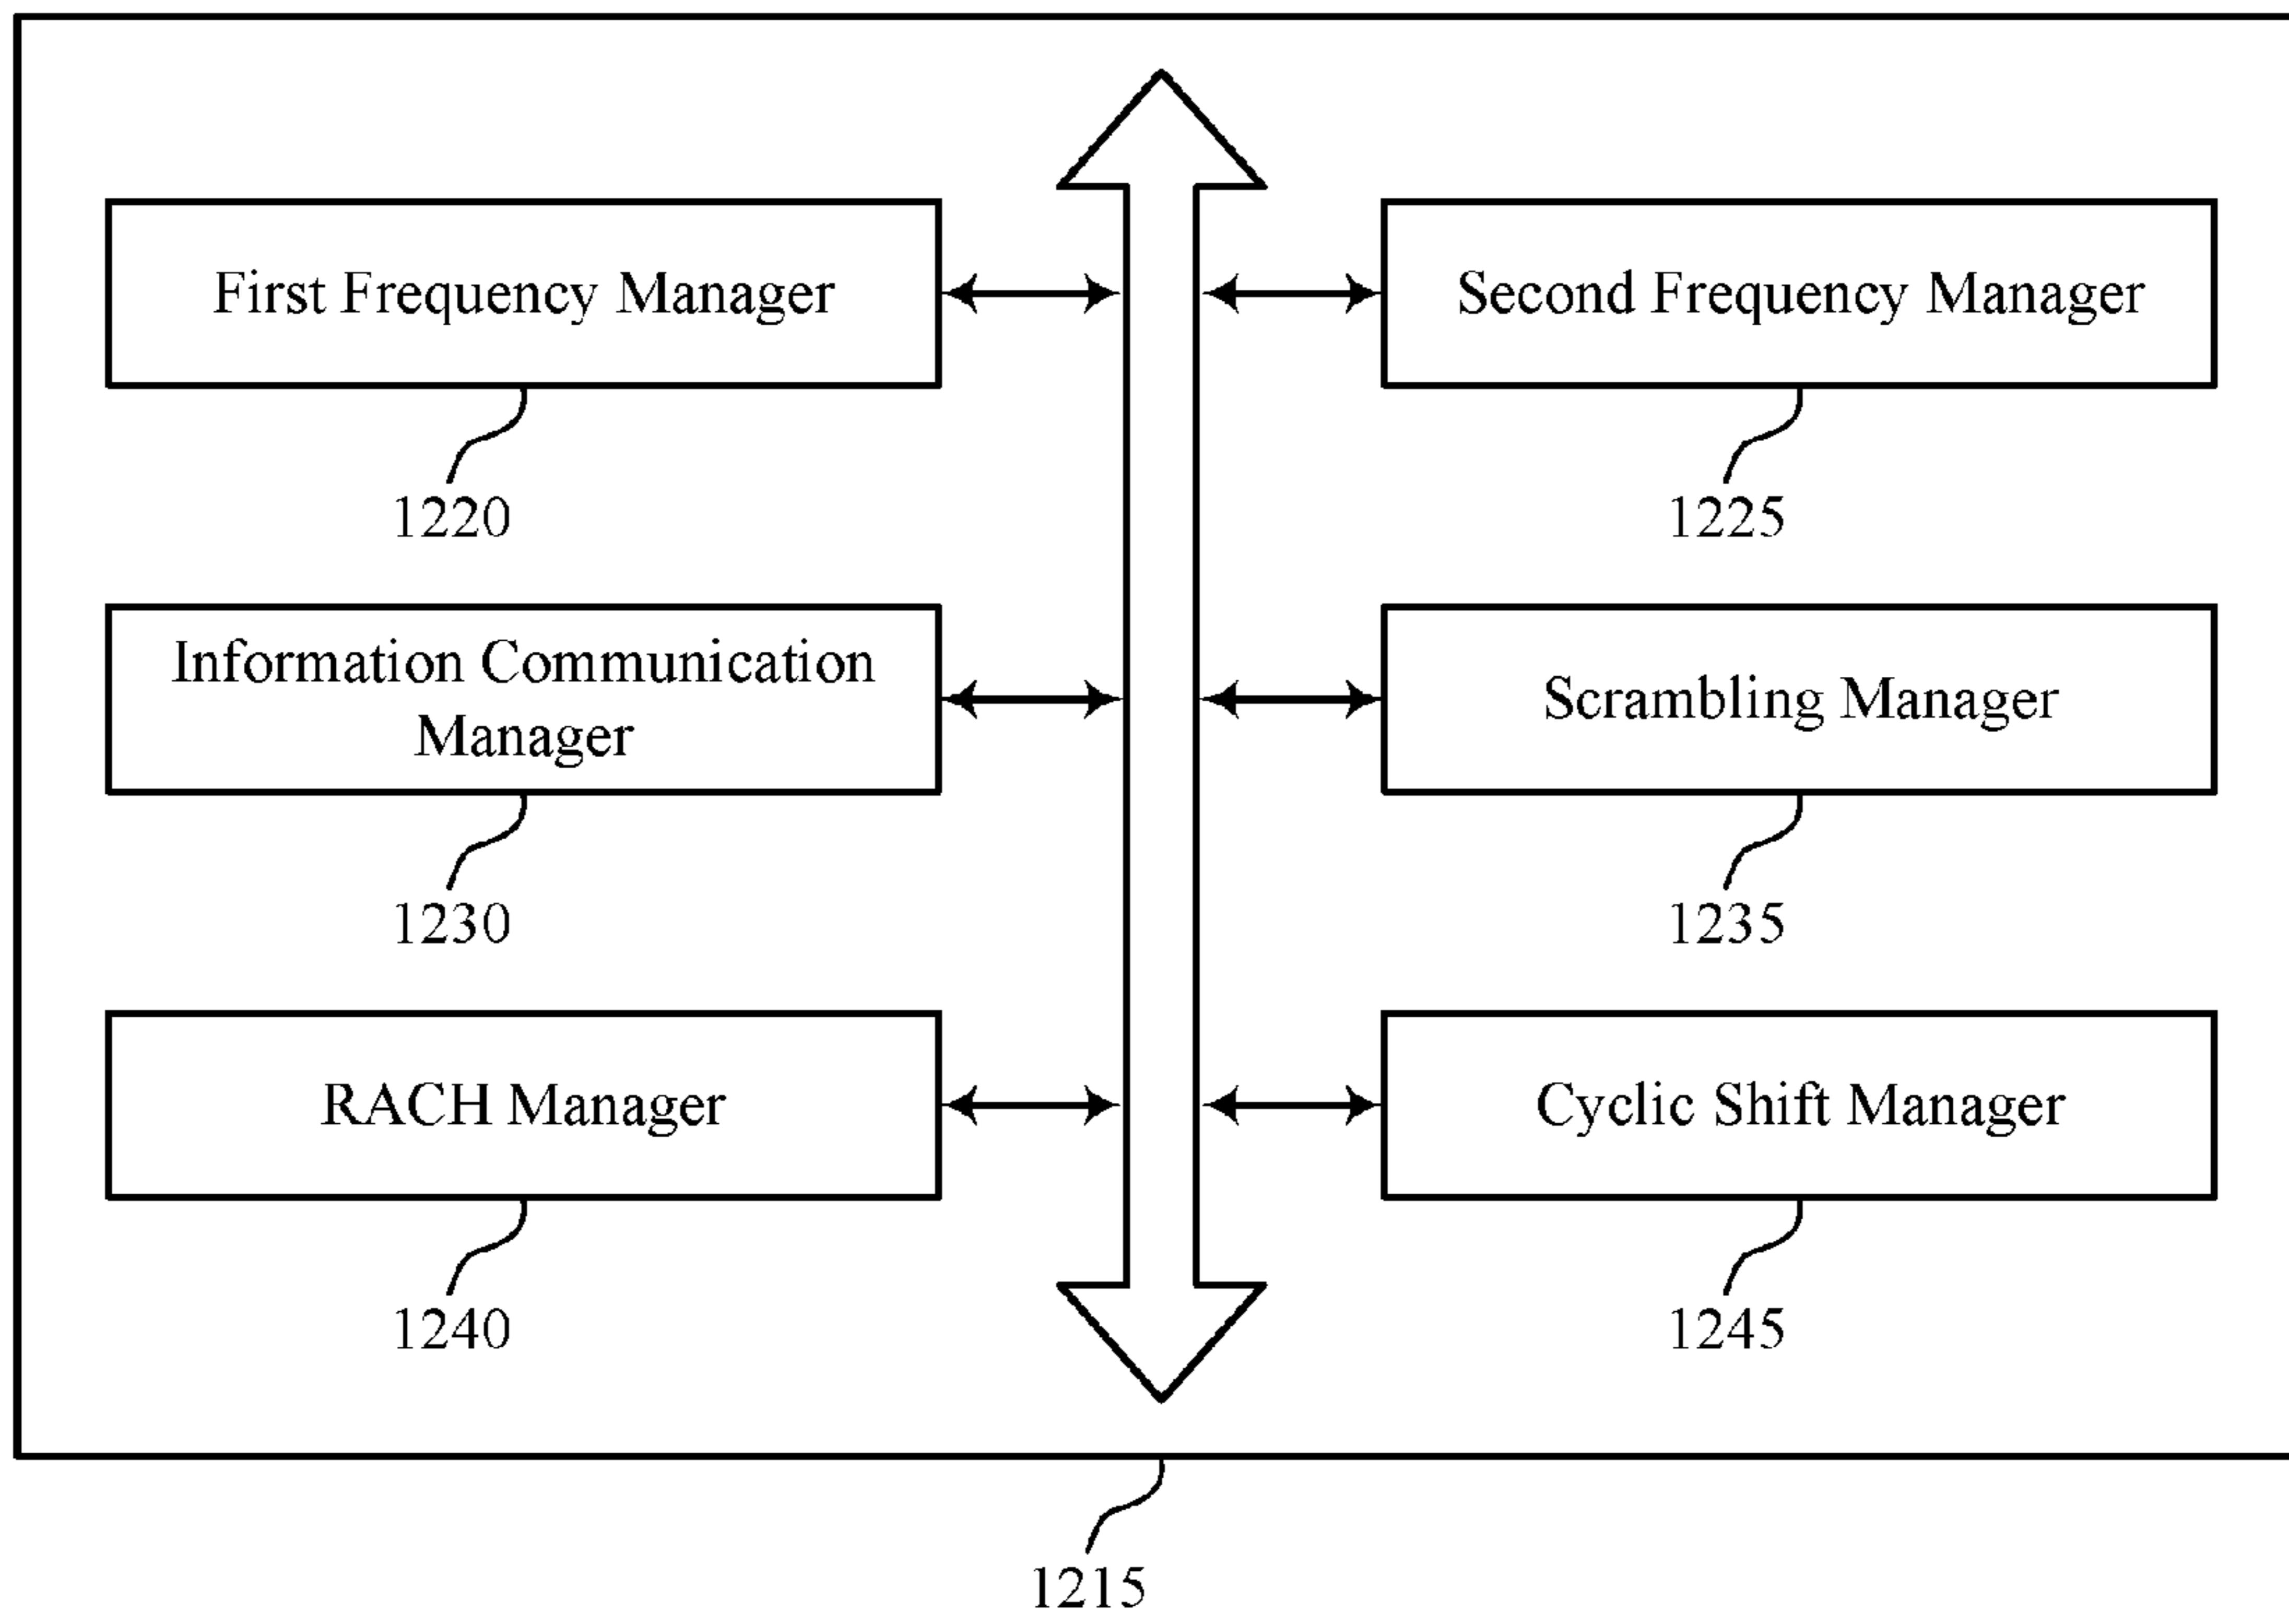 First Frequency Manager
Second Frequency Manager
1220
1225
Information Communication
Manager
Scrambling Manager
1230
1235
RACH Manager
Cyclic Shift Manager
1240
1245
1215